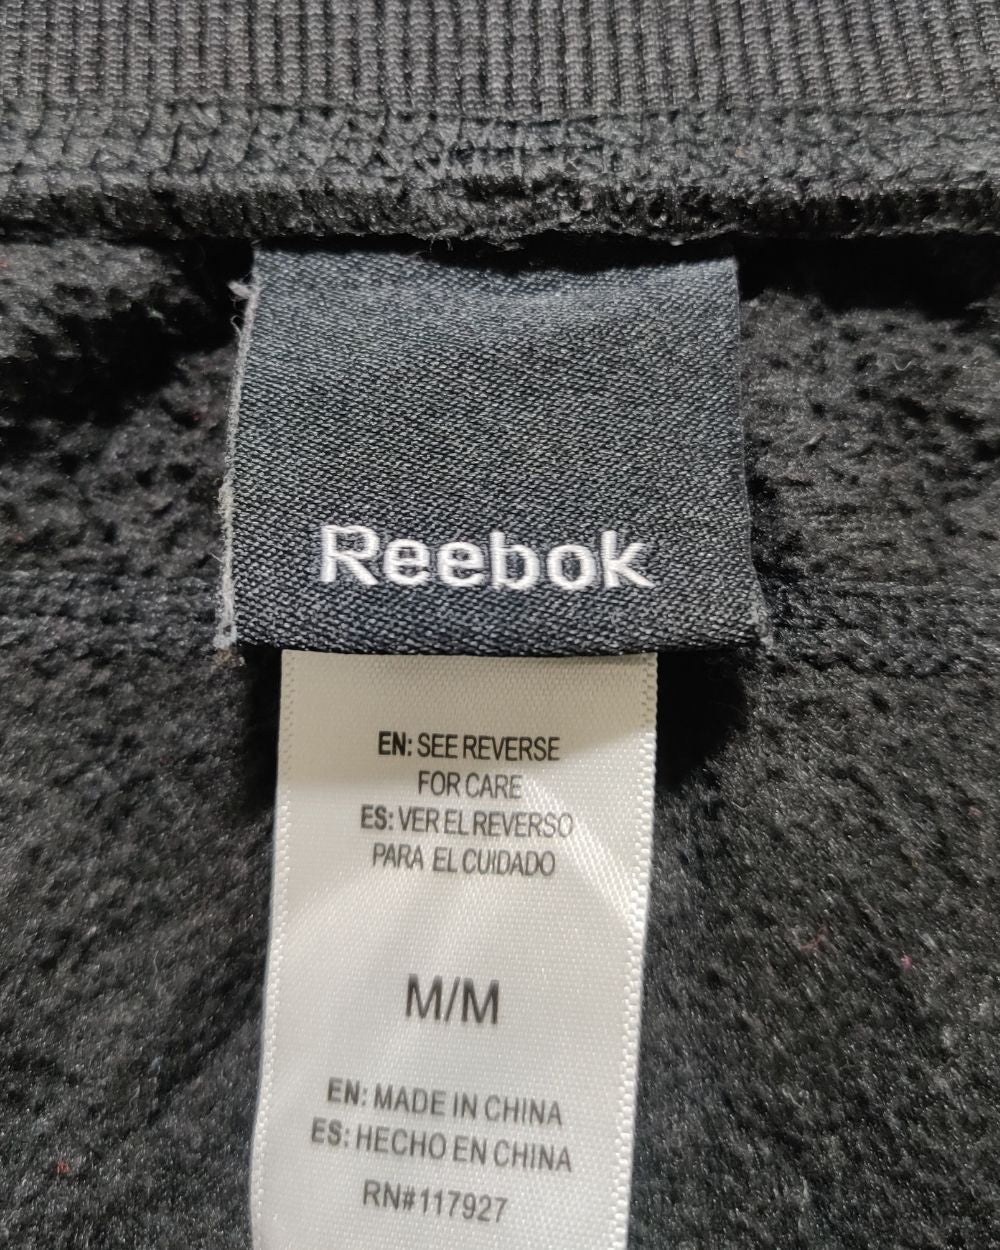 Reebok
EN: SEE REVERSE
FOR CARE
ES: VER EL REVERSO
PARA EL CUIDADO
M/M
EN: MADE IN CHINA
ES: HECHO EN CHINA
RN#117927